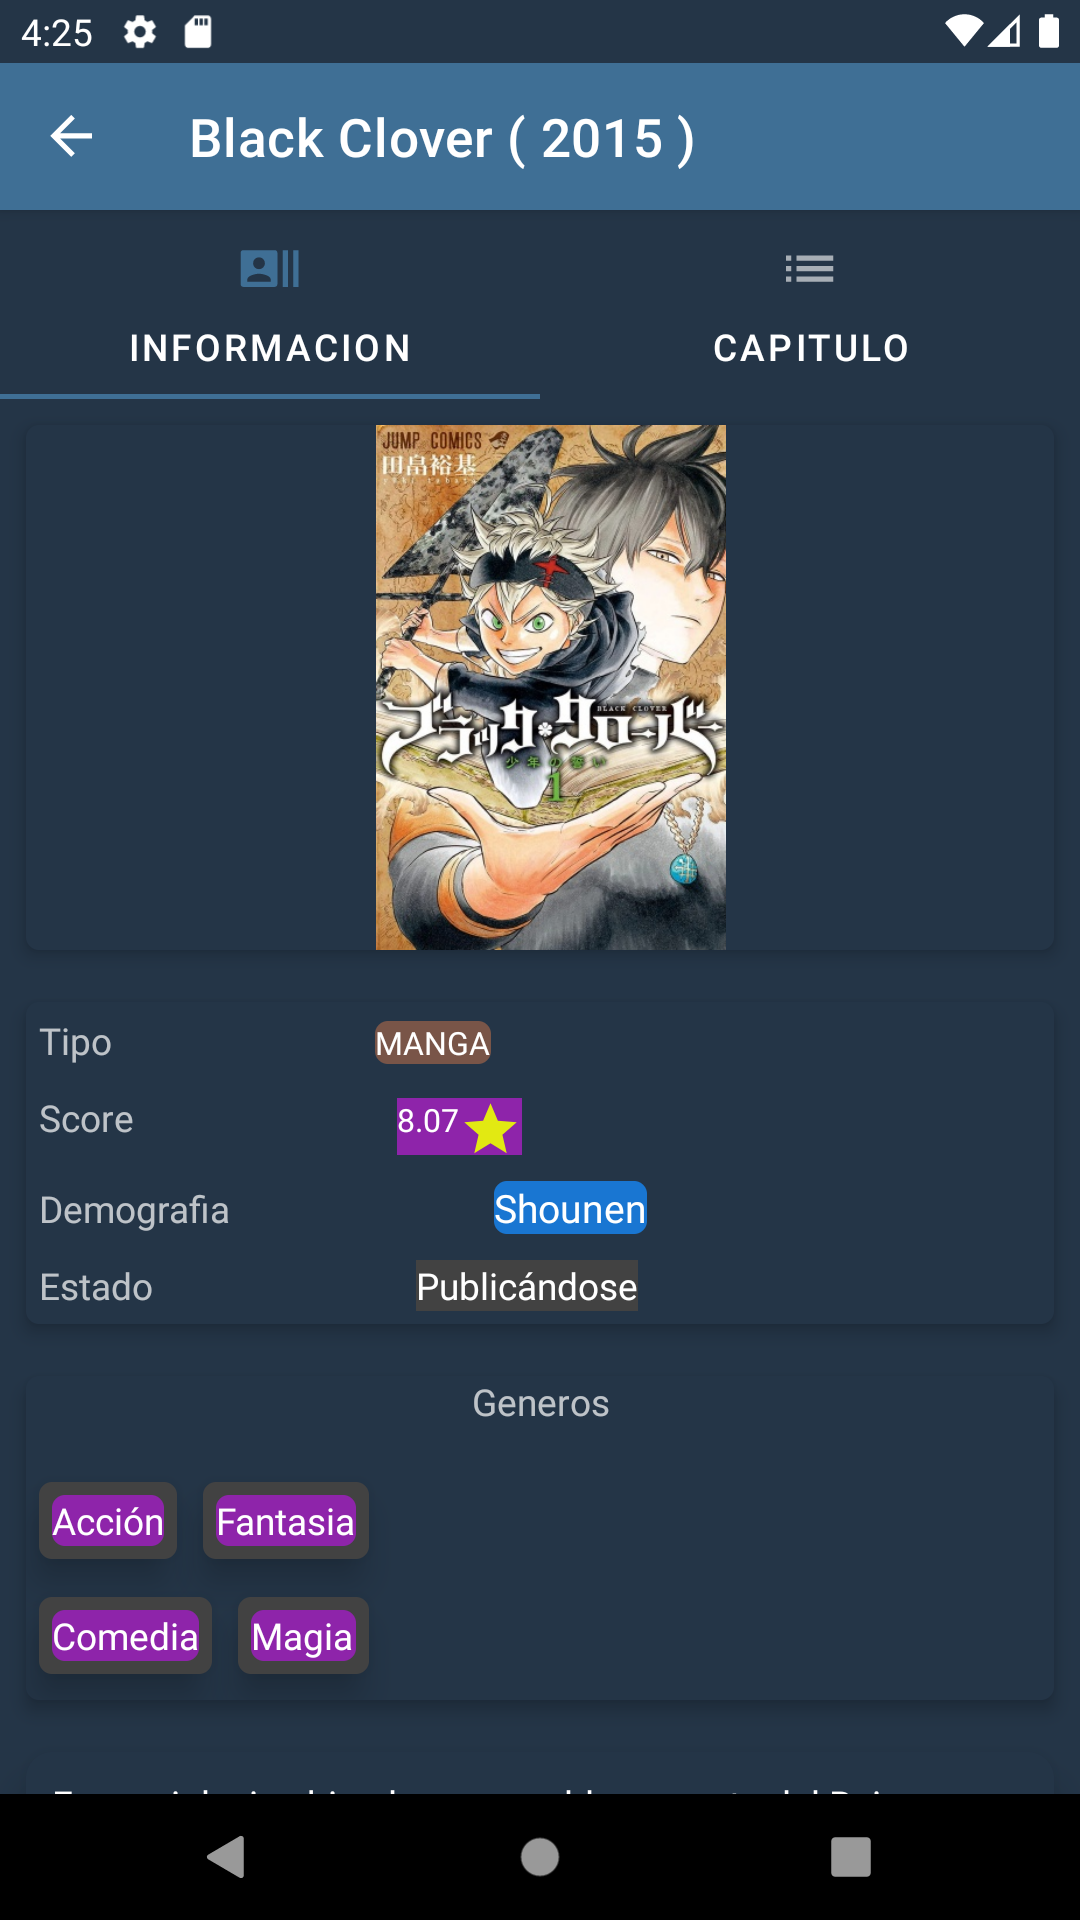 4:25
Black Clover ( 2015 )
INFORMACION
CAPITULO
JUMP COMICS
田畠裕基
ブラッククローバー
BLACK CLOVER
少年の誓い
1
Tipo
MANGA
Score
8.07
Demografia
Shounen
Estado
Publicándose
Generos
Acción
Fantasia
Comedia
Magia